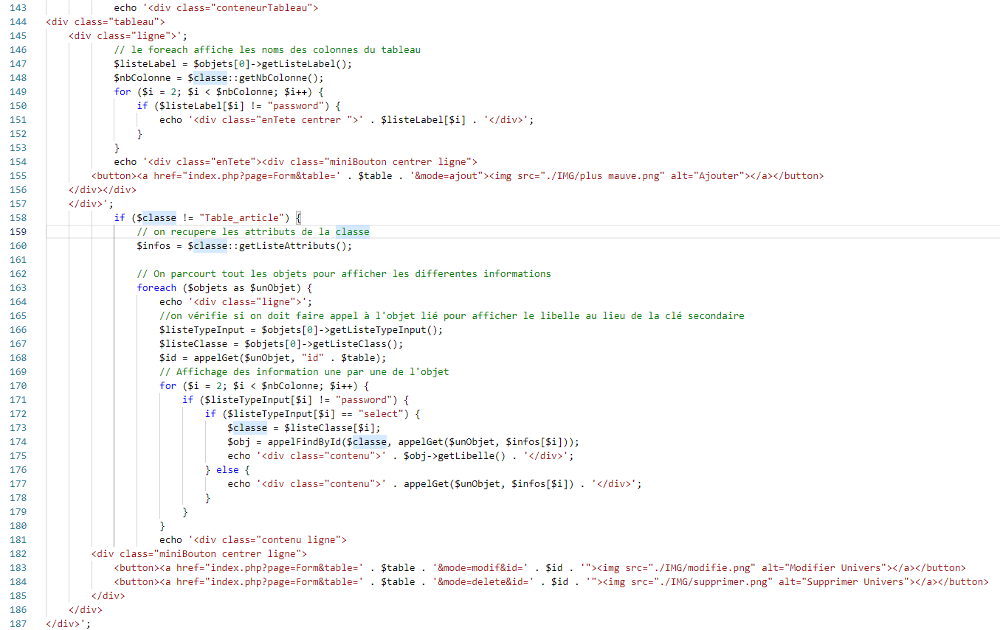 143 echo '<div class="conteneurTableau">
144 <div class="tableau">
145 <div class="ligne">';
146 // le foreach affiche les noms des colonnes du tableau
147 $listeLabel = $objets[0]->getListeLabel();
148 $nbColonne = $classe::getNbColonne();
149 for ($i = 2; $i < $nbColonne; $i++) {
150 if ($listeLabel[$i] != "password") {
151 echo '<div class="enTete centrer ">' . $listeLabel[$i] . '</div>';
152 }
153 }
154 echo '<div class="enTete"><div class="miniBouton centrer ligne">
155 <button><a href="index.php?page=Form&table=' . $table . '&mode=ajout"><img src="./IMG/plus mauve.png" alt="Ajouter"></a></button>
156 </div></div>
157 </div>';
158 if ($classe != "Table_article") {
159 // on recupere les attributs de la classe
160 $infos = $classe::getListeAttributs();
161
162 // On parcourt tout les objets pour afficher les differentes informations
163 foreach ($objets as $unObjet) {
164 echo '<div class="ligne">';
165 //on vérifie si on doit faire appel à l'objet lié pour afficher le libelle au lieu de la clé secondaire
166 $listeTypeInput = $objets[0]->getListeTypeInput();
167 $listeClasse = $objets[0]->getListeClass();
168 $id = appelGet($unObjet, "id" . $table);
169 // Affichage des information une par une de l'objet
170 for ($i = 2; $i < $nbColonne; $i++) {
171 if ($listeTypeInput[$i] != "password") {
172 if ($listeTypeInput[$i] == "select") {
173 $classe = $listeClasse[$i];
174 $obj = appelFindById($classe, appelGet($unObjet, $infos[$i]));
175 echo '<div class="contenu">' . $obj->getLibelle() . '</div>';
176 } else {
177 echo '<div class="contenu">' . appelGet($unObjet, $infos[$i]) . '</div>';
178 }
179 }
180 }
181 echo '<div class="contenu ligne">
182 <div class="miniBouton centrer ligne">
183 <button><a href="index.php?page=Form&table=' . $table . '&mode=modif&id=' . $id . '"><img src="./IMG/modifie.png" alt="Modifier Univers"></a></button>
184 <button><a href="index.php?page=Form&table=' . $table . '&mode=delete&id=' . $id . '"><img src="./IMG/supprimer.png" alt="Supprimer Univers"></a></button>
185 </div>
186 </div>
187 </div>';